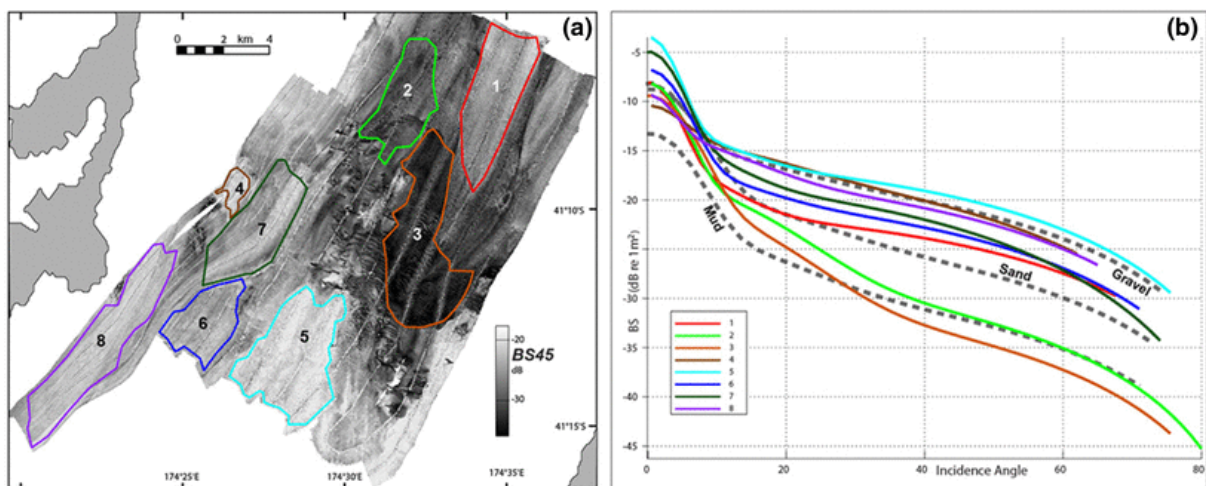 (a)
0 2 km 4
1
2
3
4
5
6
7
8
41°10'S
41°15'S
-20
BS45
dB
-30
174°25'E
174°30'E
174°35'E
(b)
-5
-10
-15
-20
-25
-30
-35
-40
-45
BS (dB re 1m²)
Mud
Sand
Gravel
1
2
3
4
5
6
7
8
0 20 40 60 80
Incidence Angle